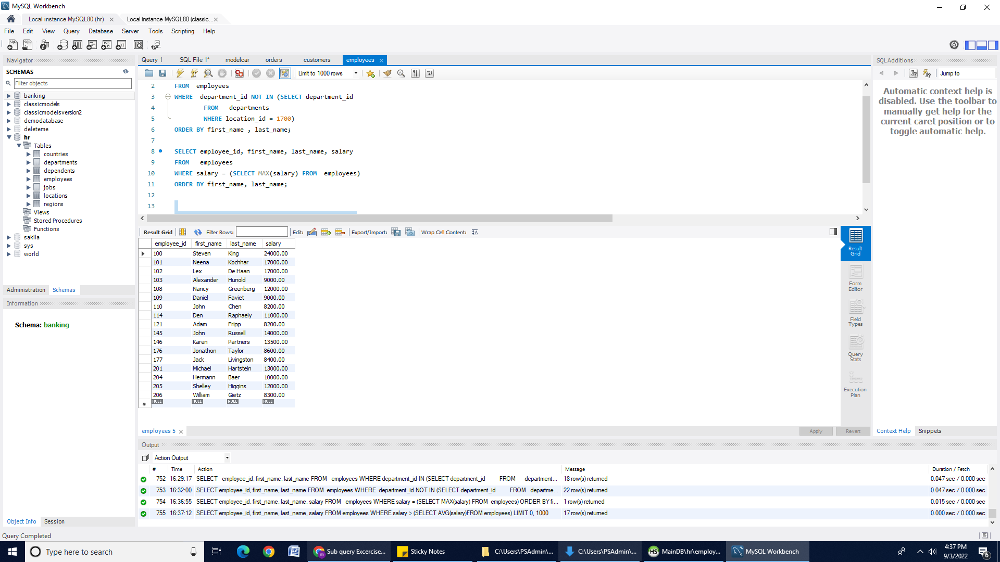 MySQL Workbench
Local instance MySQL80 (hr)
Local instance MySQL80 (classic...
File Edit View Query Database Server Tools Scripting Help
Navigator
SCHEMAS
Filter objects
banking
classicmodels
classicmodelsversion2
demodatabase
deleteme
hr
Tables
countries
departments
dependents
employees
jobs
locations
regions
Views
Stored Procedures
Functions
sakila
sys
world
Administration Schemas
Information
Schema: banking
Object Info Session
Query 1 SQL File 1* modelcar orders customers employees
Limit to 1000 rows
2 FROM employees
3 WHERE department_id NOT IN (SELECT department_id
4 FROM departments
5 WHERE location_id = 1700)
6 ORDER BY first_name , last_name;
7
8 SELECT employee_id, first_name, last_name, salary
9 FROM employees
10 WHERE salary = (SELECT MAX(salary) FROM employees)
11 ORDER BY first_name, last_name;
12
13
Result Grid Filter Rows: Edit: Export/Import: Wrap Cell Content:
employee_id first_name last_name salary
100 Steven King 24000.00
101 Neena Kochhar 17000.00
102 Lex De Haan 17000.00
103 Alexander Hunold 9000.00
108 Nancy Greenberg 12000.00
109 Daniel Faviet 9000.00
110 John Chen 8200.00
114 Den Raphaely 11000.00
121 Adam Fripp 8200.00
145 John Russell 14000.00
146 Karen Partners 13500.00
176 Jonathon Taylor 8600.00
177 Jack Livingston 8400.00
201 Michael Hartstein 13000.00
204 Hermann Baer 10000.00
205 Shelley Higgins 12000.00
206 William Gietz 8300.00
NULL NULL NULL NULL
Result
Grid
Form
Editor
Field
Types
Query
Stats
Execution
Plan
employees 5
Apply Revert
SQLAdditions
Jump to
Automatic context help is
disabled. Use the toolbar to
manually get help for the
current caret position or to
toggle automatic help.
Context Help Snippets
Output
Action Output
# Time Action Message Duration / Fetch
752 16:29:17 SELECT employee_id, first_name, last_name FROM employees WHERE department_id IN (SELECT department_id FROM department... 18 row(s) returned 0.047 sec / 0.000 sec
753 16:32:00 SELECT employee_id, first_name, last_name FROM employees WHERE department_id NOT IN (SELECT department_id FROM departme... 22 row(s) returned 0.047 sec / 0.000 sec
754 16:36:55 SELECT employee_id, first_name, last_name, salary FROM employees WHERE salary = (SELECT MAX(salary) FROM employees) ORDER BY fi... 1 row(s) returned 0.015 sec / 0.000 sec
755 16:37:12 SELECT employee_id, first_name, last_name, salary FROM employees WHERE salary > (SELECT AVG(salary)FROM employees) LIMIT 0, 1000 17 row(s) returned 0.000 sec / 0.000 sec
Query Completed
Type here to search
Sub query Excercise...
Sticky Notes
C:\Users\PSAdmin\...
C:\Users\PSAdmin\...
HS MainDB\hr\employ...
MySQL Workbench
4:37 PM
9/3/2022
6